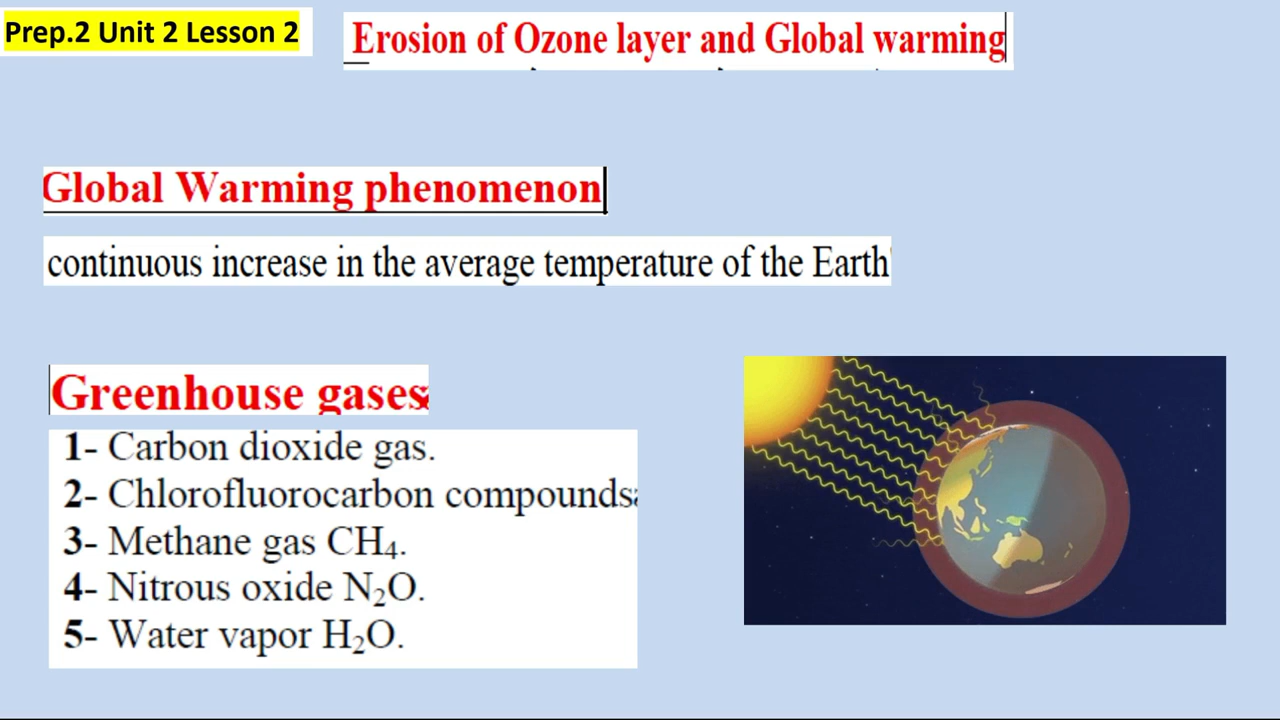 Prep.2 Unit 2 Lesson 2
Erosion of Ozone layer and Global warming
Global Warming phenomenon
continuous increase in the average temperature of the Earth'
Greenhouse gases
1- Carbon dioxide gas.
2- Chlorofluorocarbon compounds
3- Methane gas CH₄.
4- Nitrous oxide N₂O.
5- Water vapor H₂O.